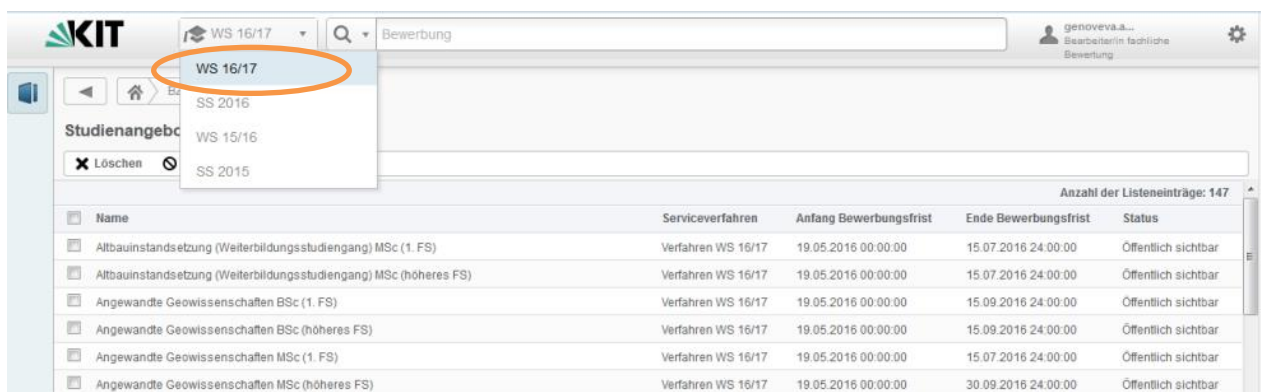 KIT WS 16/17 Bewerbung genoveva.a...
Bearbeiter/in fachliche
Bewertung
WS 16/17
SS 2016
WS 15/16
SS 2015
Studienangebo
Löschen
Anzahl der Listeneinträge: 147
Name Serviceverfahren Anfang Bewerbungsfrist Ende Bewerbungsfrist Status
Altbauinstandsetzung (Weiterbildungsstudiengang) MSc (1. FS) Verfahren WS 16/17 19.05.2016 00:00:00 15.07.2016 24:00:00 Öffentlich sichtbar
Altbauinstandsetzung (Weiterbildungsstudiengang) MSc (höheres FS) Verfahren WS 16/17 19.05.2016 00:00:00 15.07.2016 24:00:00 Öffentlich sichtbar
Angewandte Geowissenschaften BSc (1. FS) Verfahren WS 16/17 19.05.2016 00:00:00 15.09.2016 24:00:00 Öffentlich sichtbar
Angewandte Geowissenschaften BSc (höheres FS) Verfahren WS 16/17 19.05.2016 00:00:00 15.09.2016 24:00:00 Öffentlich sichtbar
Angewandte Geowissenschaften MSc (1. FS) Verfahren WS 16/17 19.05.2016 00:00:00 15.07.2016 24:00:00 Öffentlich sichtbar
Angewandte Geowissenschaften MSc (höheres FS) Verfahren WS 16/17 19.05.2016 00:00:00 30.09.2016 24:00:00 Öffentlich sichtbar